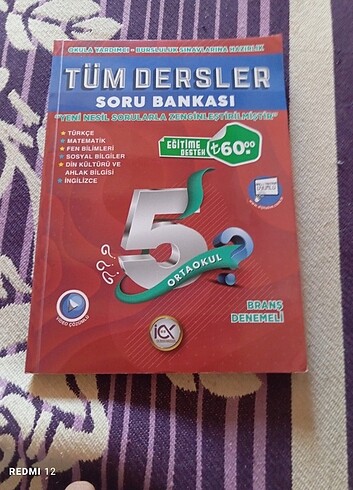 OKULA YARDIMCI - BURSLULUK SINAVLARINA HAZIRLIK
TÜM DERSLER
SORU BANKASI
"YENİ NESİL SORULARLA ZENGİNLEŞTİRİLMİŞTİR"
TÜRKÇE
MATEMATİK
FEN BİLİMLERİ
SOSYAL BİLGİLER
DİN KÜLTÜRÜ VE
AHLAK BİLGİSİ
İNGİLİZCE
EĞİTİME
DESTEK
₺60
5.
ORTAOKUL
???
?
VİDEO ÇÖZÜMLÜ
BRANŞ
DENEMELİ
REDMI 12